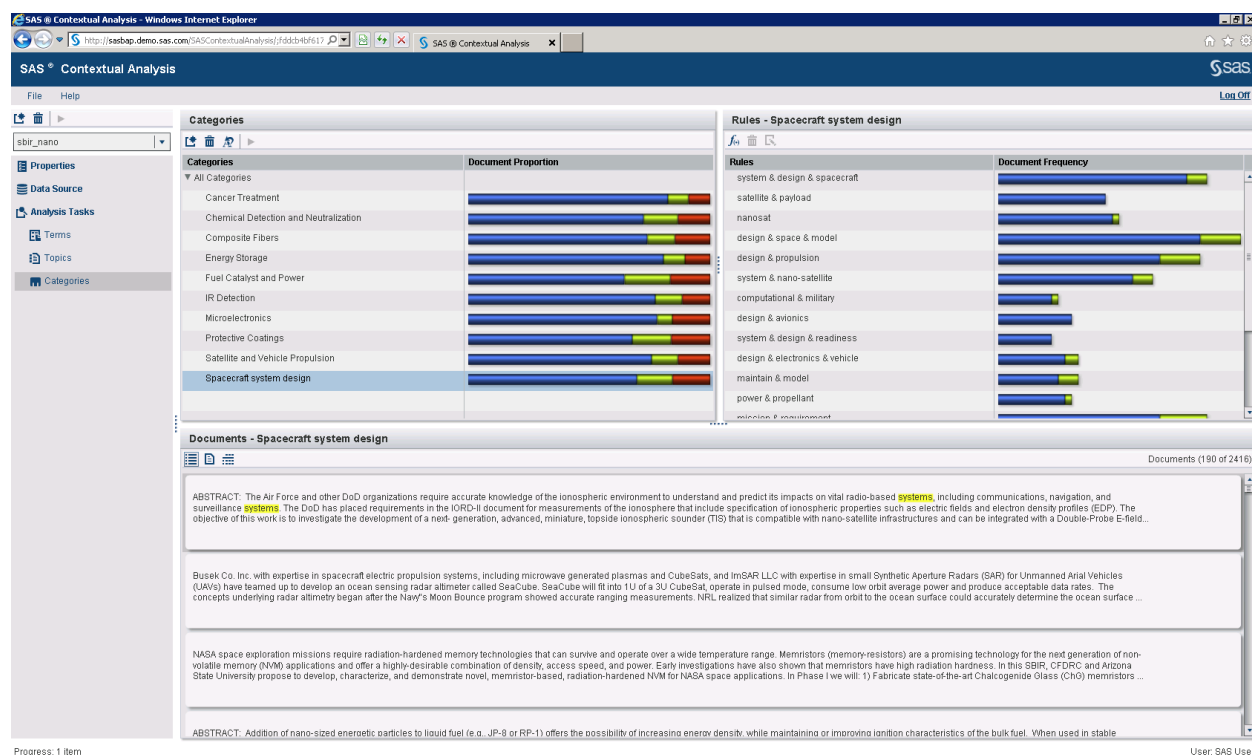 SAS ® Contextual Analysis - Windows Internet Explorer
http://sasbap.demo.sas.com/SASContextualAnalysis/;fddcb4bf617
SAS ® Contextual Analysis
SAS ® Contextual Analysis
sas
File Help
Log Off
sbir_nano
Properties
Data Source
Analysis Tasks
Terms
Topics
Categories
Categories
Categories Document Proportion
All Categories
Cancer Treatment
Chemical Detection and Neutralization
Composite Fibers
Energy Storage
Fuel Catalyst and Power
IR Detection
Microelectronics
Protective Coatings
Satellite and Vehicle Propulsion
Spacecraft system design
Rules - Spacecraft system design
Rules Document Frequency
system & design & spacecraft
satellite & payload
nanosat
design & space & model
design & propulsion
system & nano-satellite
computational & military
design & avionics
system & design & readiness
design & electronics & vehicle
maintain & model
power & propellant
mission & requirement
Documents - Spacecraft system design
Documents (190 of 2416)
ABSTRACT: The Air Force and other DoD organizations require accurate knowledge of the ionospheric environment to understand and predict its impacts on vital radio-based systems, including communications, navigation, and
surveillance systems. The DoD has placed requirements in the IORD-II document for measurements of the ionosphere that include specification of ionospheric properties such as electric fields and electron density profiles (EDP). The
objective of this work is to investigate the development of a next- generation, advanced, miniature, topside ionospheric sounder (TIS) that is compatible with nano-satellite infrastructures and can be integrated with a Double-Probe E-field...
Busek Co. Inc. with expertise in spacecraft electric propulsion systems, including microwave generated plasmas and CubeSats, and ImSAR LLC with expertise in small Synthetic Aperture Radars (SAR) for Unmanned Arial Vehicles
(UAVs) have teamed up to develop an ocean sensing radar altimeter called SeaCube. SeaCube will fit into 1U of a 3U CubeSat, operate in pulsed mode, consume low orbit average power and produce acceptable data rates. The
concepts underlying radar altimetry began after the Navy"s Moon Bounce program showed accurate ranging measurements. NRL realized that similar radar from orbit to the ocean surface could accurately determine the ocean surface ...
NASA space exploration missions require radiation-hardened memory technologies that can survive and operate over a wide temperature range. Memristors (memory-resistors) are a promising technology for the next generation of non-
volatile memory (NVM) applications and offer a highly-desirable combination of density, access speed, and power. Early investigations have also shown that memristors have high radiation hardness. In this SBIR, CFDRC and Arizona
State University propose to develop, characterize, and demonstrate novel, memristor-based, radiation-hardened NVM for NASA space applications. In Phase I we will: 1) Fabricate state-of-the-art Chalcogenide Glass (ChG) memristors ...
ABSTRACT: Addition of nano-sized energetic particles to liquid fuel (e.g., JP-8 or RP-1) offers the possibility of increasing energy density, while maintaining or improving ignition characteristics of the bulk fuel. When used in stable
Progress: 1 item
User: SAS Use